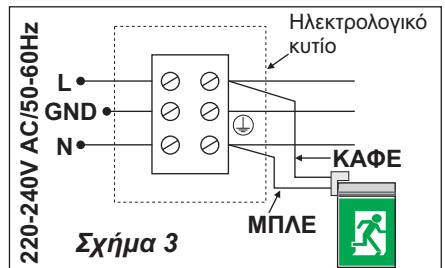 220-240V AC/50-60Hz
Ηλεκτρολογικό
κυτίο
L
GND
N
ΚΑΦΕ
ΜΠΛΕ
Σχήμα 3